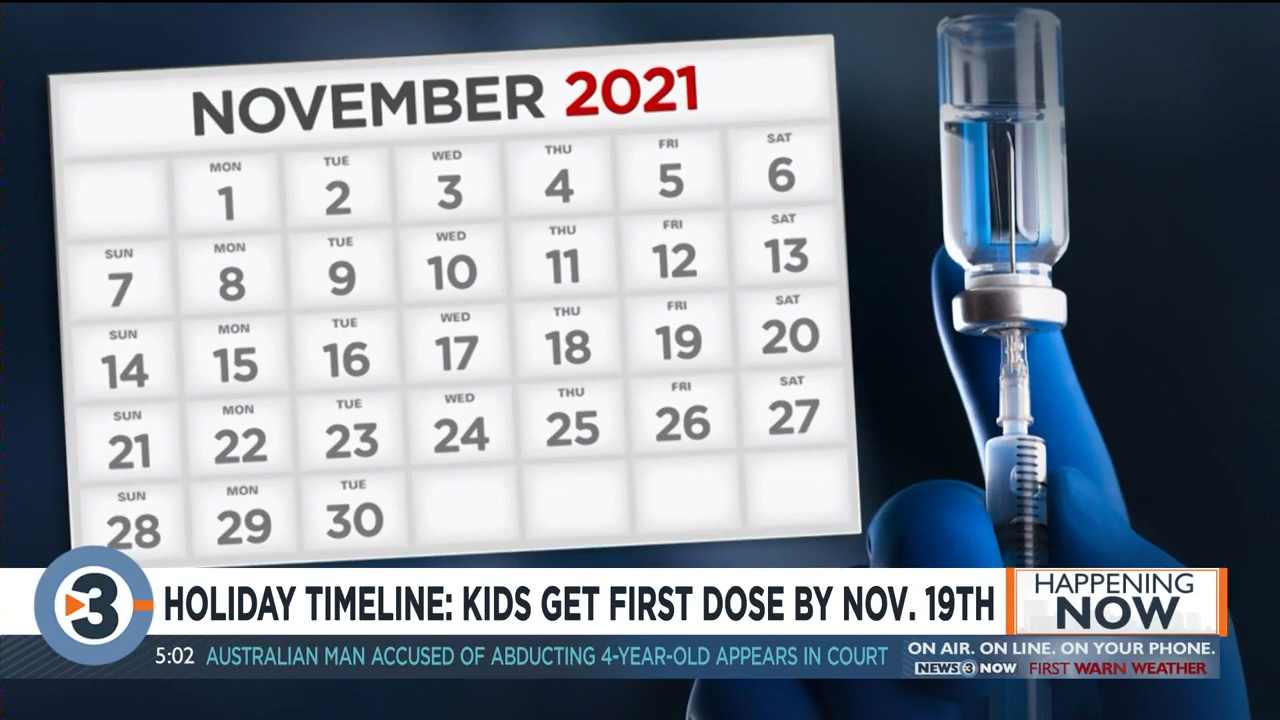 NOVEMBER 2021
MON TUE WED THU FRI SAT
1 2 3 4 5 6
SUN MON TUE WED THU FRI SAT
7 8 9 10 11 12 13
SUN MON TUE WED THU FRI SAT
14 15 16 17 18 19 20
SUN MON TUE WED THU FRI SAT
21 22 23 24 25 26 27
SUN MON TUE
28 29 30
3 HOLIDAY TIMELINE: KIDS GET FIRST DOSE BY NOV. 19TH
HAPPENING
NOW
5:02 AUSTRALIAN MAN ACCUSED OF ABDUCTING 4-YEAR-OLD APPEARS IN COURT
ON AIR. ON LINE. ON YOUR PHONE.
NEWS 3 NOW FIRST WARN WEATHER